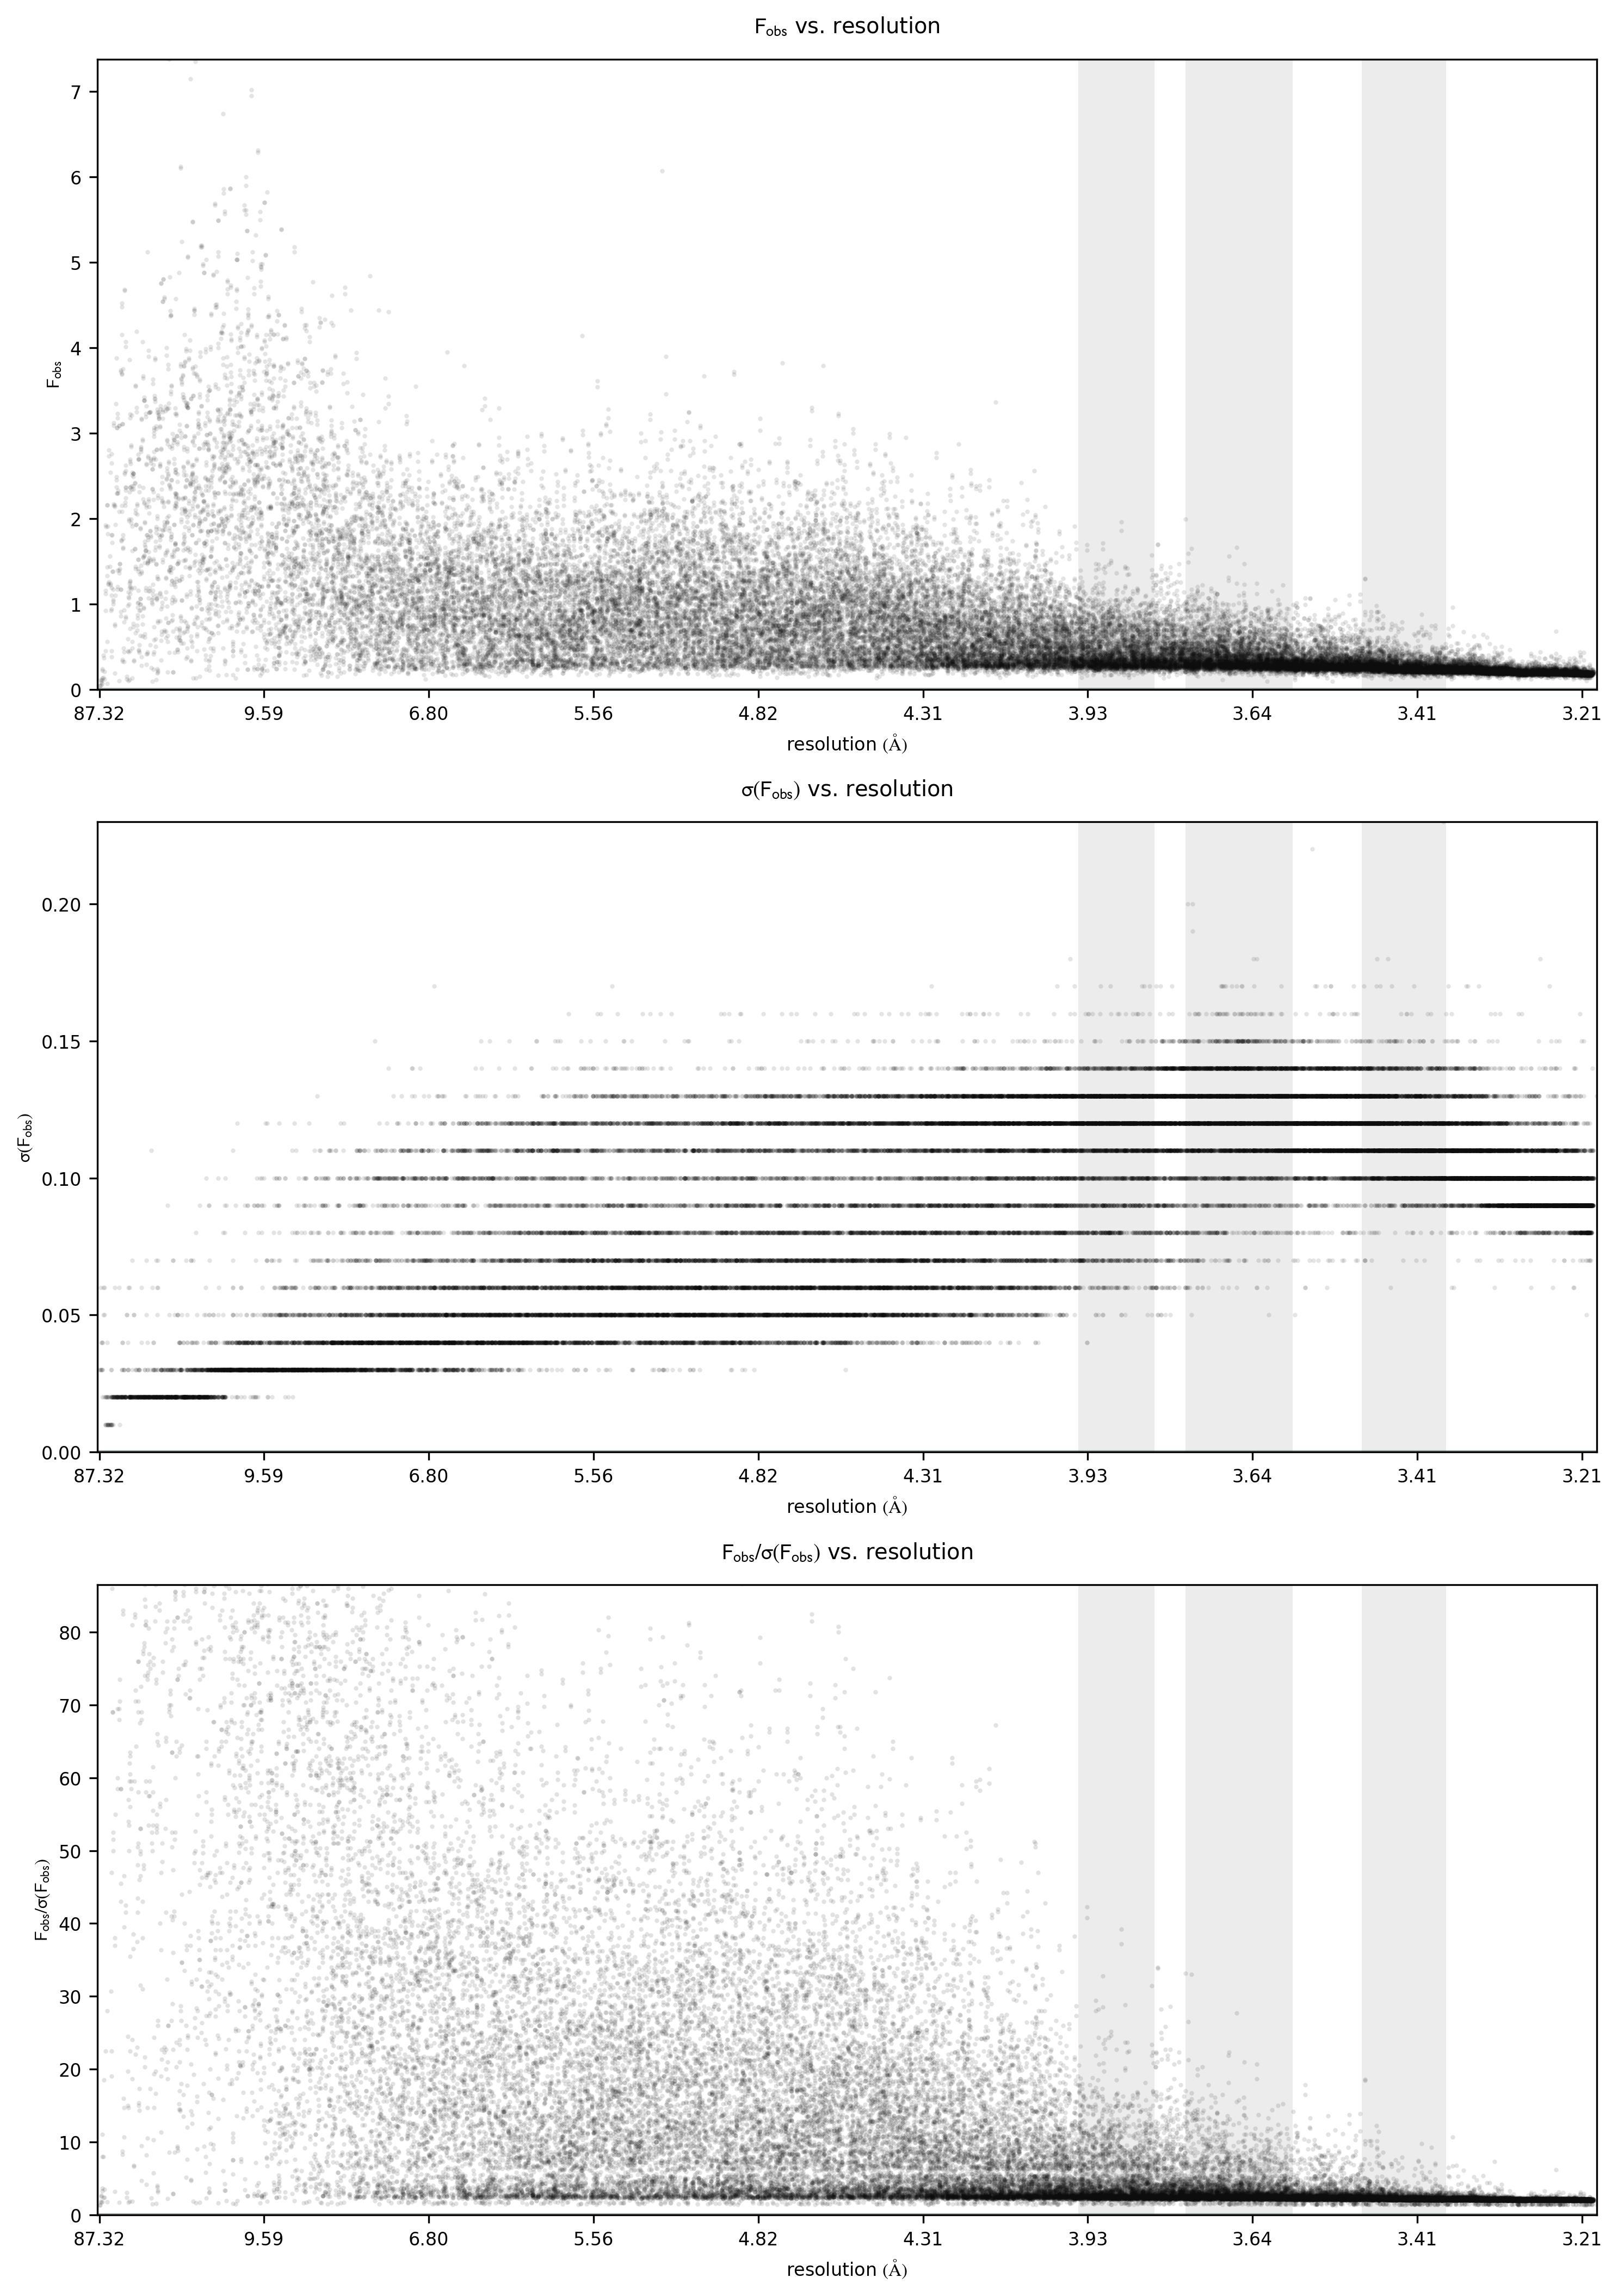 Fobs vs. resolution
7
6
5
4
3
2
1
0
Fobs
87.32 9.59 6.80 5.56 4.82 4.31 3.93 3.64 3.41 3.21
resolution (Å)
σ(Fobs) vs. resolution
0.20
0.15
0.10
0.05
0.00
σ(Fobs)
87.32 9.59 6.80 5.56 4.82 4.31 3.93 3.64 3.41 3.21
resolution (Å)
Fobs/σ(Fobs) vs. resolution
80
70
60
50
40
30
20
10
0
Fobs/σ(Fobs)
87.32 9.59 6.80 5.56 4.82 4.31 3.93 3.64 3.41 3.21
resolution (Å)